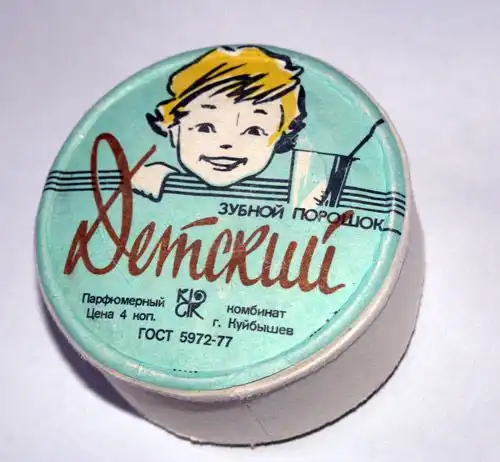 ЗУБНОЙ ПОРОШОК
Детский
Парфюмерный комбинат
Цена 4 коп. г. Куйбышев
ГОСТ 5972-77